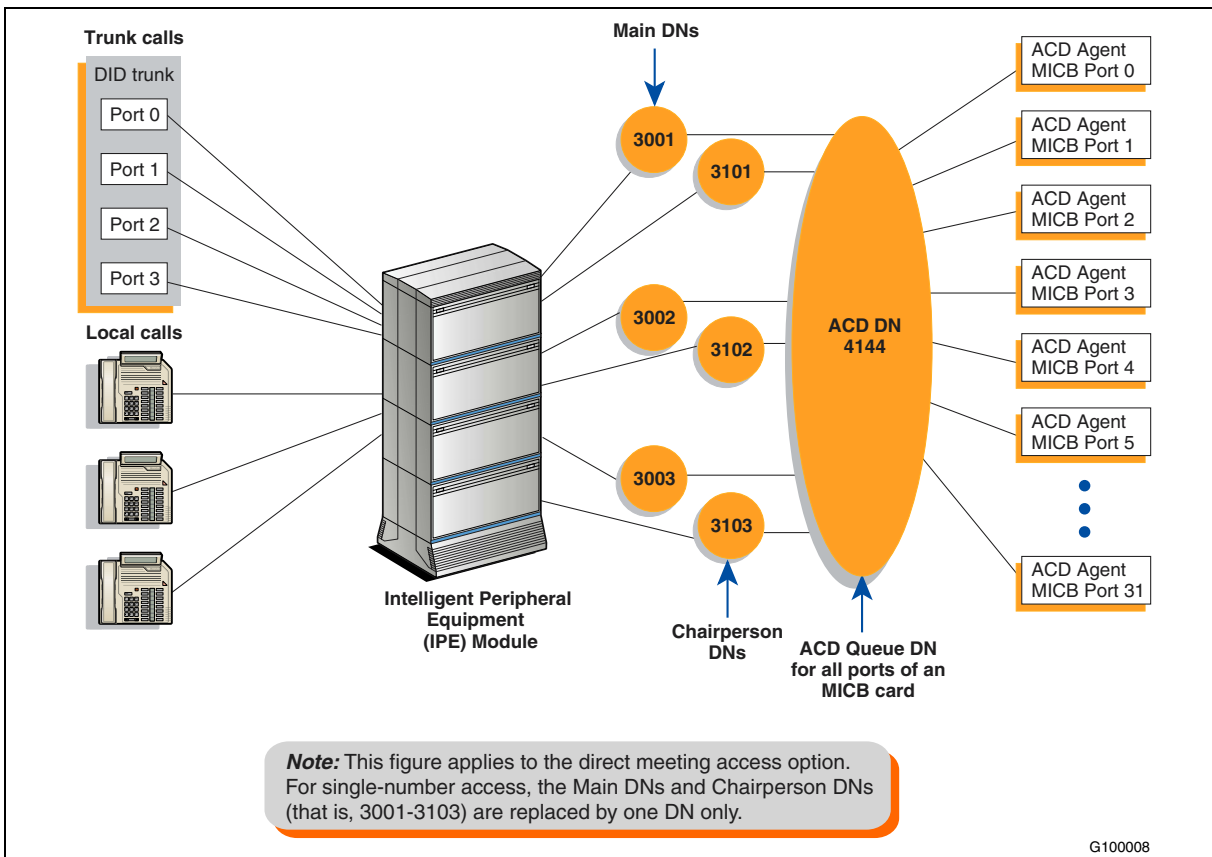 Trunk calls
DID trunk
Port 0
Port 1
Port 2
Port 3
Local calls
Intelligent Peripheral
Equipment
(IPE) Module
Main DNs
3001
3101
3002
3102
3003
3103
Chairperson
DNs
ACD DN
4144
ACD Queue DN
for all ports of an
MICB card
ACD Agent
MICB Port 0
ACD Agent
MICB Port 1
ACD Agent
MICB Port 2
ACD Agent
MICB Port 3
ACD Agent
MICB Port 4
ACD Agent
MICB Port 5
ACD Agent
MICB Port 31
Note: This figure applies to the direct meeting access option.
For single-number access, the Main DNs and Chairperson DNs
(that is, 3001-3103) are replaced by one DN only.
G100008